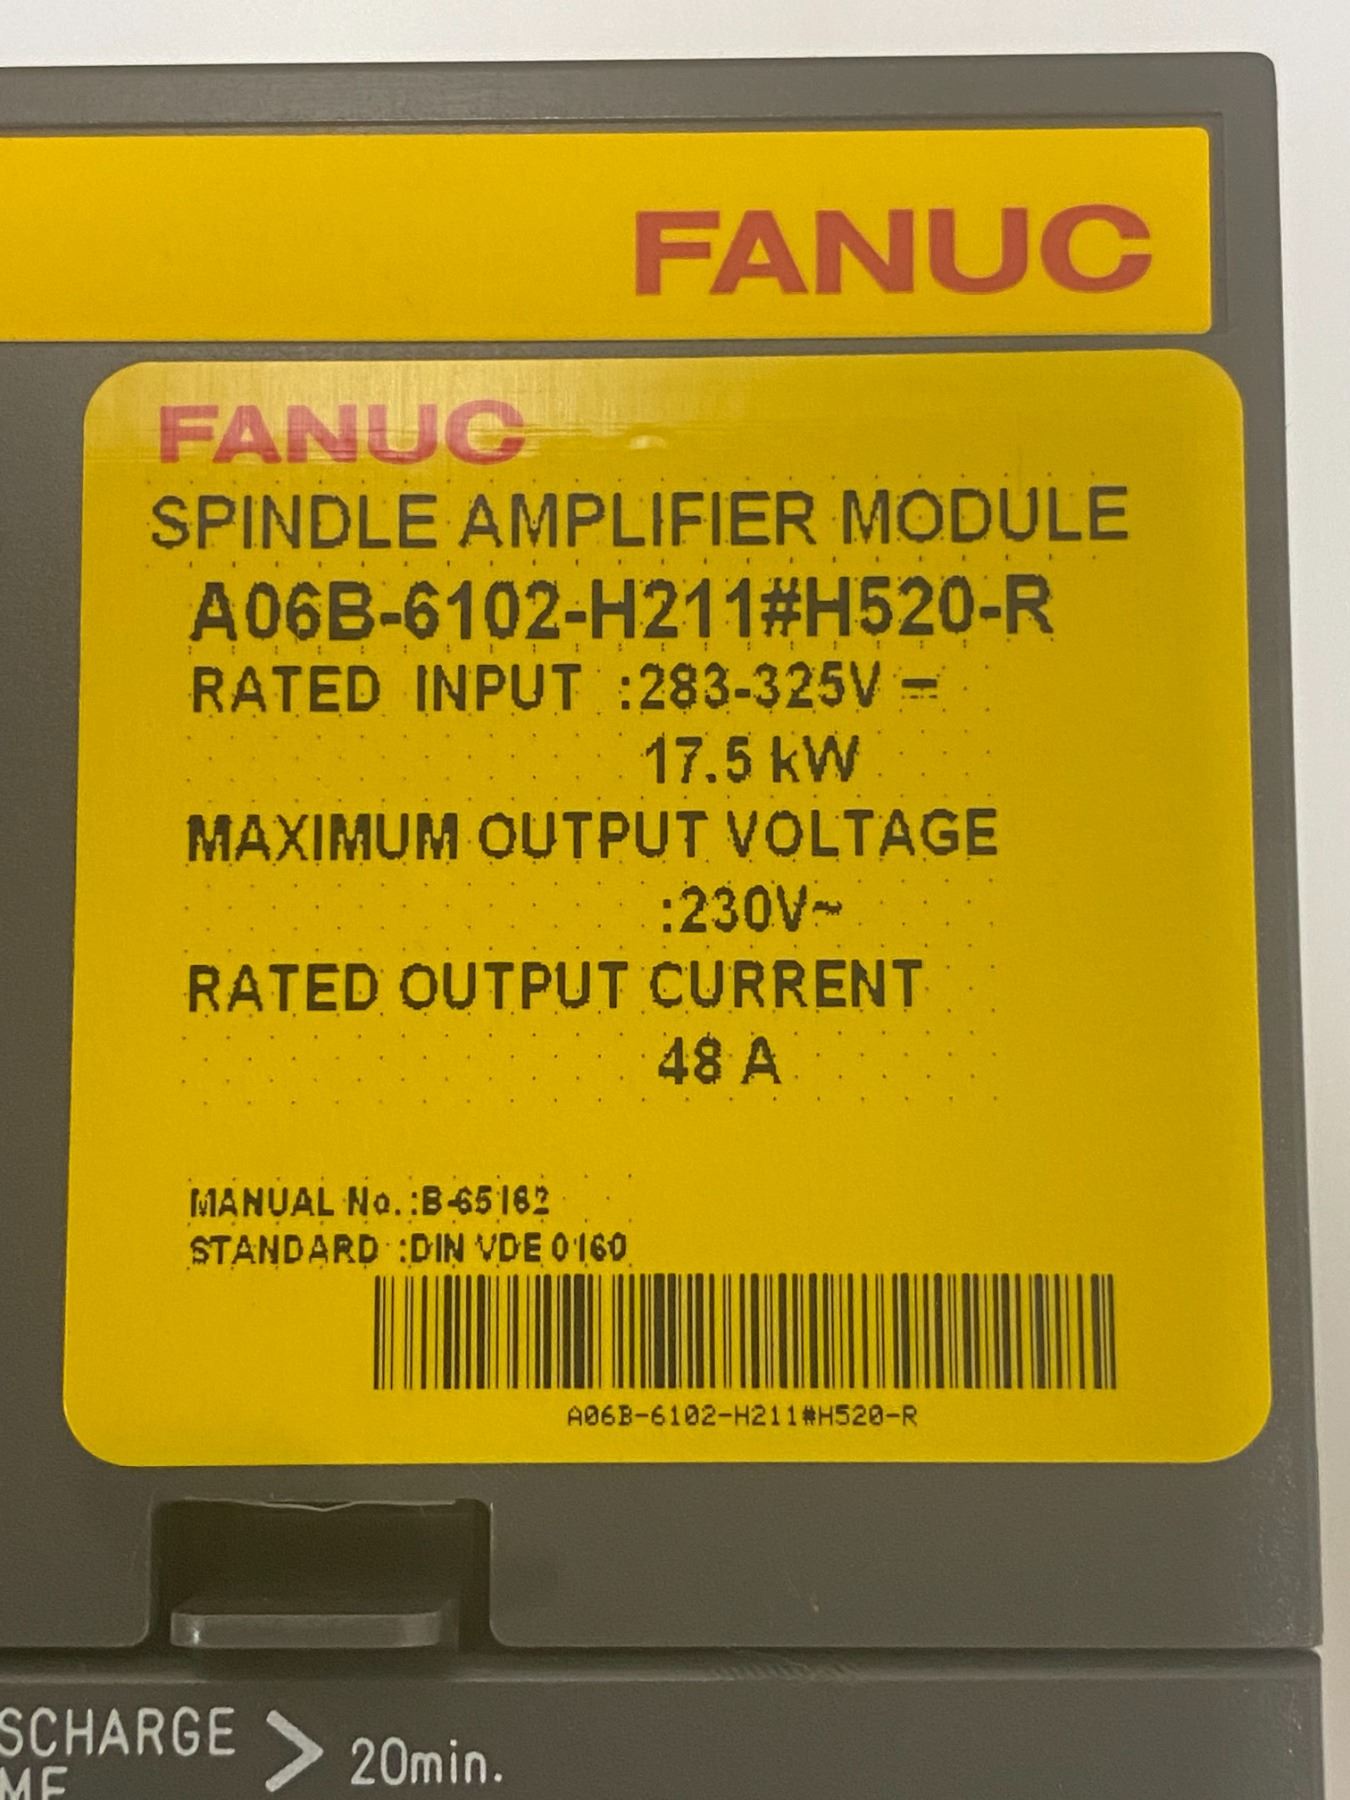 FANUC
FANUC
SPINDLE AMPLIFIER MODULE
A06B-6102-H211#H520-R
RATED INPUT :283-325V ⎓
17.5 kW
MAXIMUM OUTPUT VOLTAGE
:230V~
RATED OUTPUT CURRENT
48 A
MANUAL No.:B-65162
STANDARD :DIN VDE 0160
A06B-6102-H211#H520-R
SCHARGE > 20min.
ME